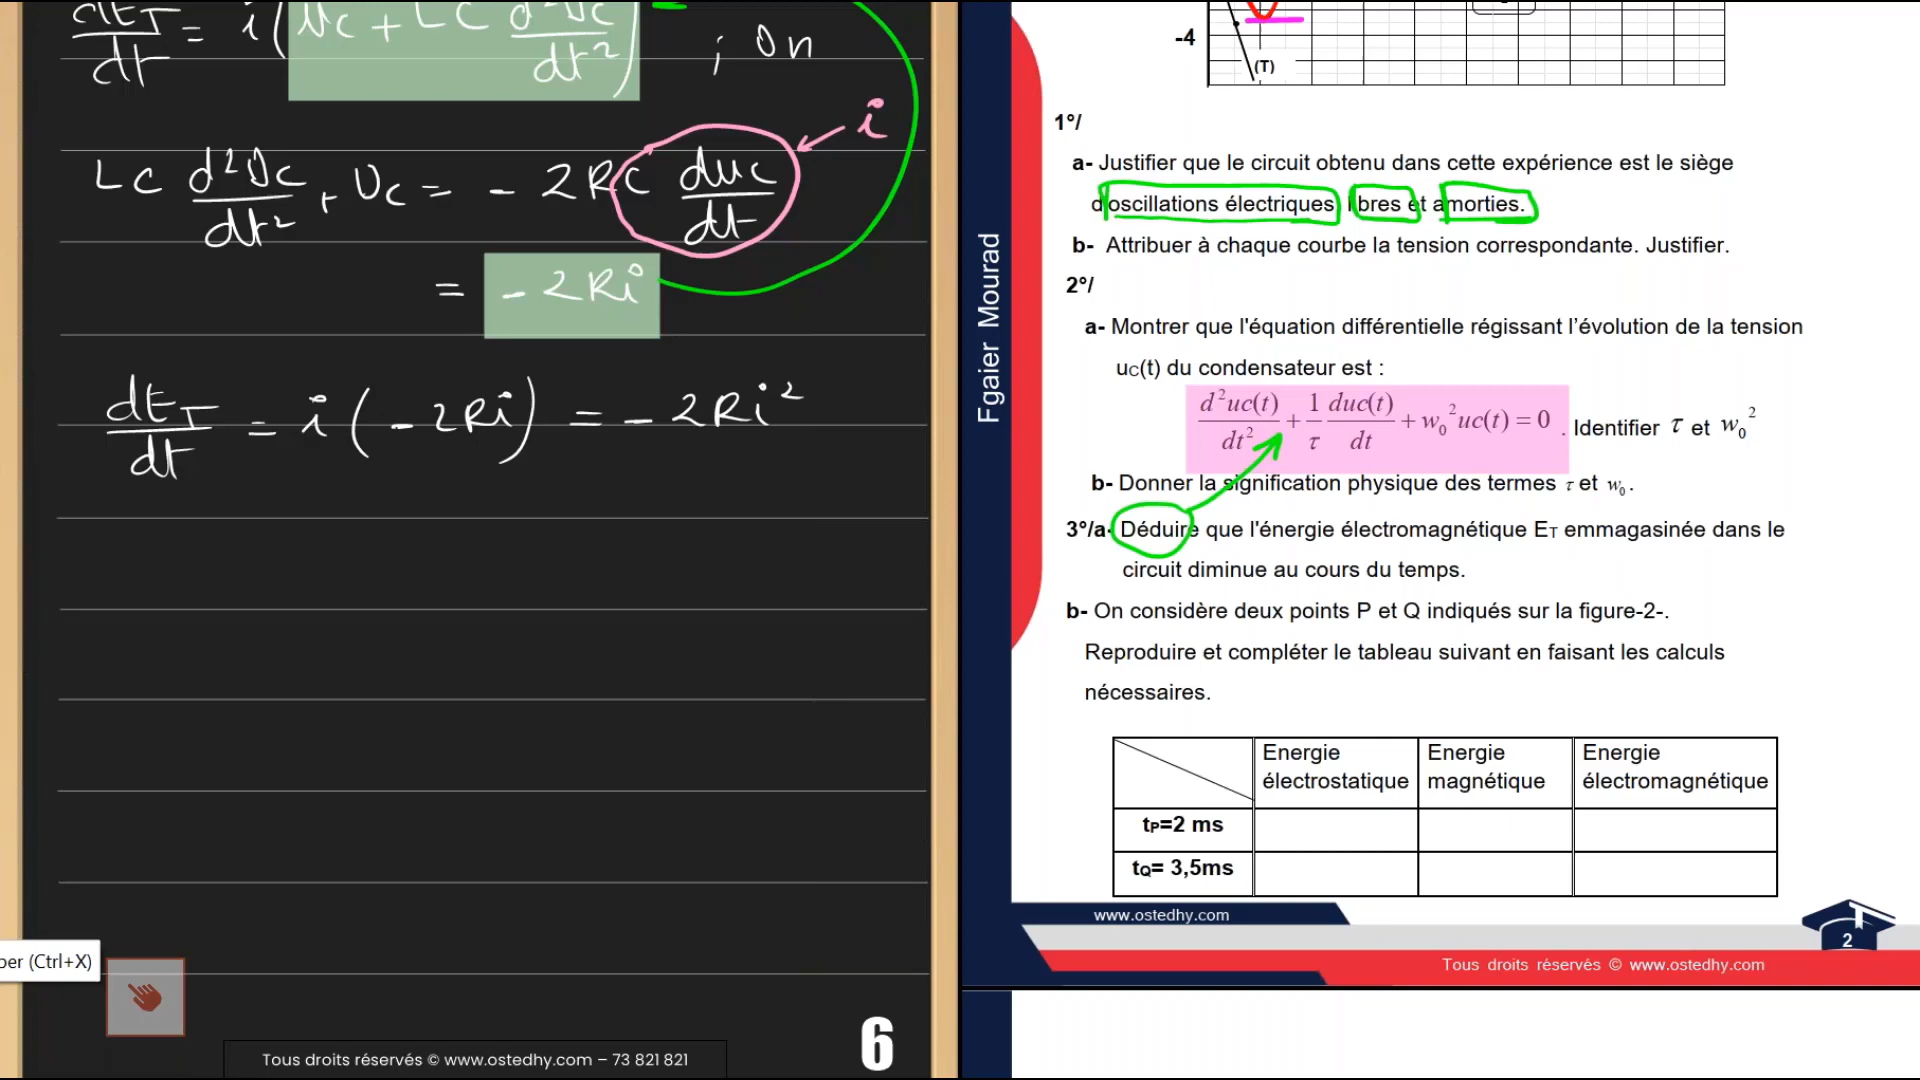 dE_T/dt = i(Uc + LC d²Uc/dt²) ; On
i
LC d²Uc/dt² + Uc = - 2RC duc/dt
= - 2Ri
dE_T/dt = i(- 2Ri) = - 2Ri²
per (Ctrl+X)
Tous droits réservés © www.ostedhy.com – 73 821 821
6
Fgaier Mourad
-4
(T)
1°/
a- Justifier que le circuit obtenu dans cette expérience est le siège
d'oscillations électriques libres et amorties.
b- Attribuer à chaque courbe la tension correspondante. Justifier.
2°/
a- Montrer que l'équation différentielle régissant l’évolution de la tension
uc(t) du condensateur est :
d²uc(t)/dt² + 1/τ duc(t)/dt + w₀² uc(t) = 0 . Identifier τ et w₀²
b- Donner la signification physique des termes τ et w₀.
3°/a- Déduire que l'énergie électromagnétique ET emmagasinée dans le
circuit diminue au cours du temps.
b- On considère deux points P et Q indiqués sur la figure-2-.
Reproduire et compléter le tableau suivant en faisant les calculs
nécessaires.
Energie électrostatique Energie magnétique Energie électromagnétique
tP=2 ms
tQ= 3,5ms
www.ostedhy.com
2
Tous droits réservés © www.ostedhy.com